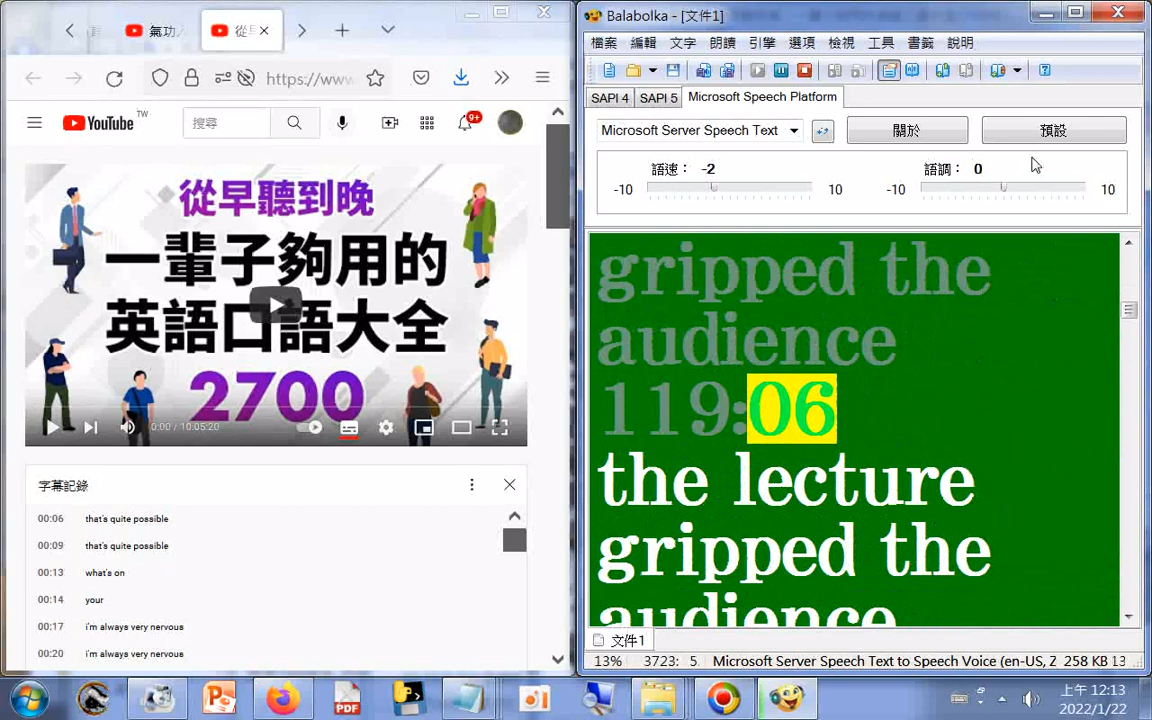 氣功人
從
https://www
YouTube TW
搜尋
9+
從早聽到晚
一輩子夠用的
英語口語大全
2700
0:00 / 10:05:20
字幕記錄
00:06 that's quite possible
00:09 that's quite possible
00:13 what's on
00:14 your
00:17 i'm always very nervous
00:20 i'm always very nervous
Balabolka - [文件1]
檔案 編輯 文字 朗讀 引擎 選項 檢視 工具 書籤 說明
SAPI 4 SAPI 5 Microsoft Speech Platform
Microsoft Server Speech Text 關於 預設
語速： -2 語調： 0
-10 10 -10 10
gripped the
audience
119:06
the lecture
gripped the
audience
文件1
13% 3723: 5. Microsoft Server Speech Text to Speech Voice (en-US, Z 258 KB 13
PDF
上午 12:13
2022/1/22